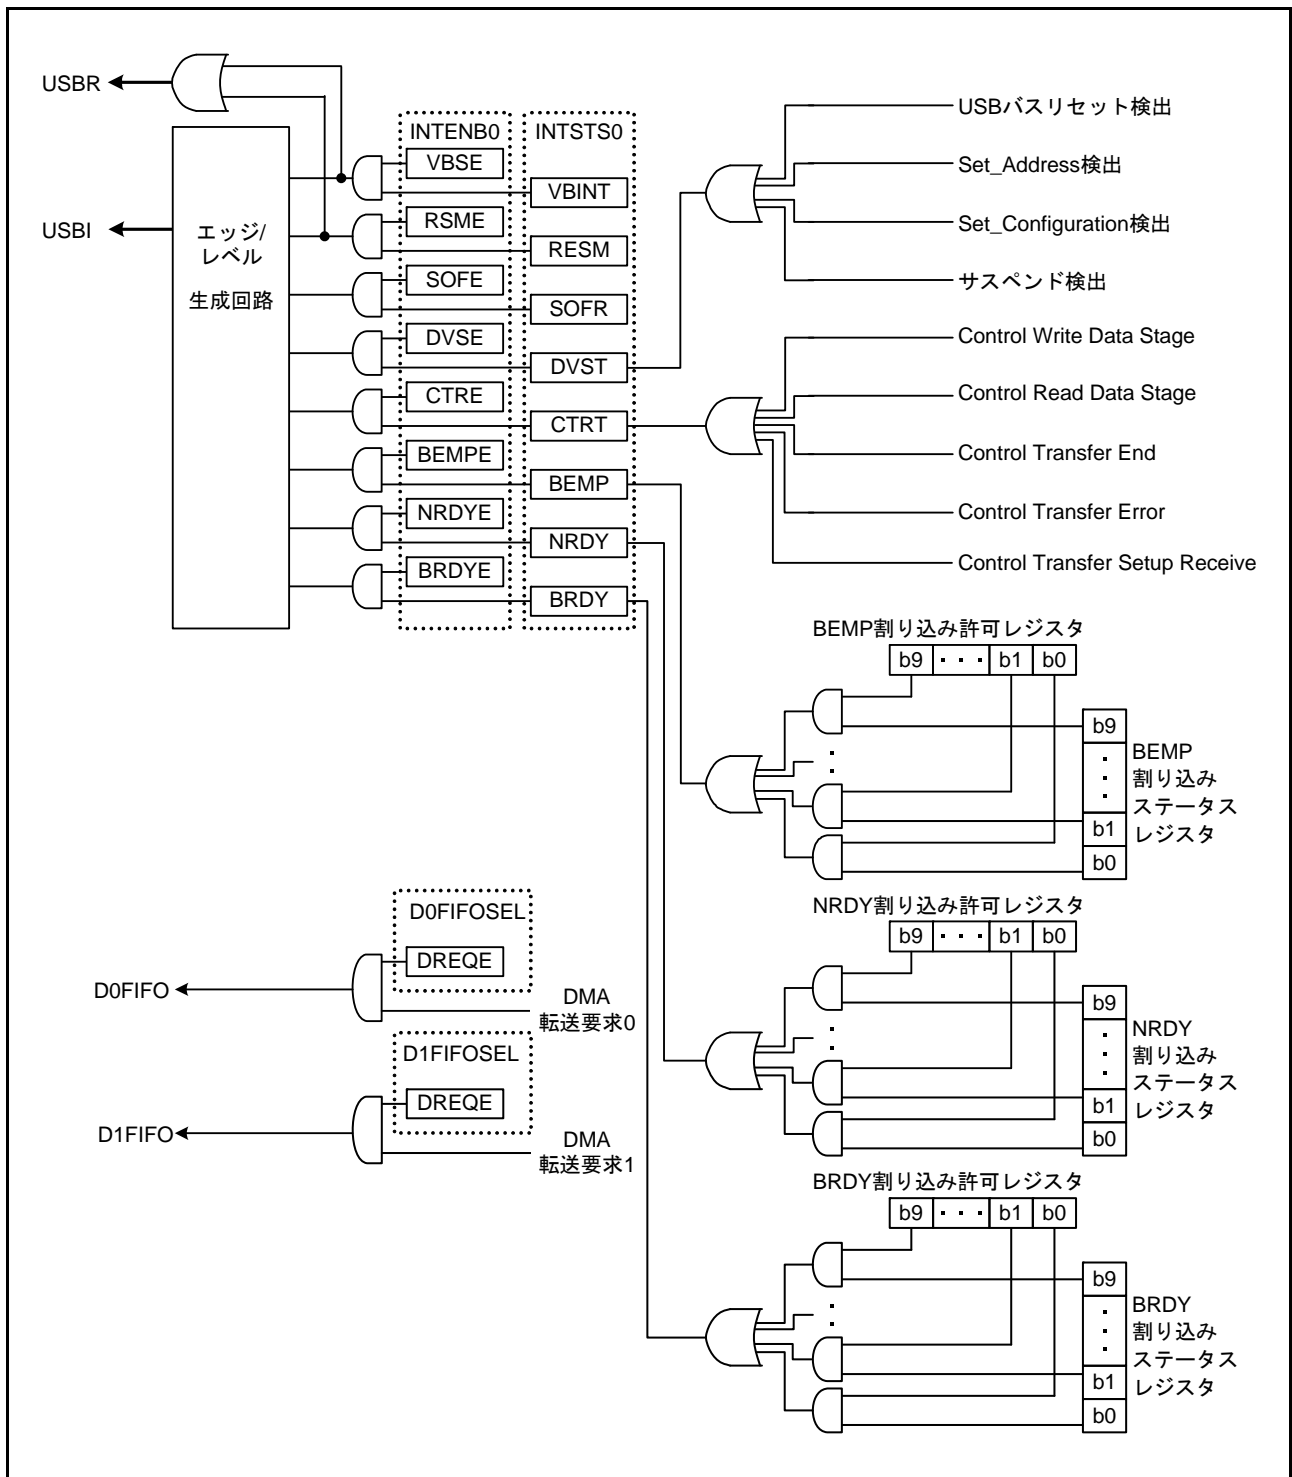 USBR
USBI
エッジ/
レベル
生成回路
INTENB0
VBSE
RSME
SOFE
DVSE
CTRE
BEMPE
NRDYE
BRDYE
INTSTS0
VBINT
RESM
SOFR
DVST
CTRT
BEMP
NRDY
BRDY
USBバスリセット検出
Set_Address検出
Set_Configuration検出
サスペンド検出
Control Write Data Stage
Control Read Data Stage
Control Transfer End
Control Transfer Error
Control Transfer Setup Receive
BEMP割り込み許可レジスタ
b9 ・・・ b1 b0
b9
・
・
・
b1
b0
BEMP
割り込み
ステータス
レジスタ
NRDY割り込み許可レジスタ
b9 ・・・ b1 b0
b9
・
・
・
b1
b0
NRDY
割り込み
ステータス
レジスタ
BRDY割り込み許可レジスタ
b9 ・・・ b1 b0
b9
・
・
・
b1
b0
BRDY
割り込み
ステータス
レジスタ
D0FIFOSEL
DREQE
D0FIFO
DMA
転送要求0
D1FIFOSEL
DREQE
D1FIFO
DMA
転送要求1